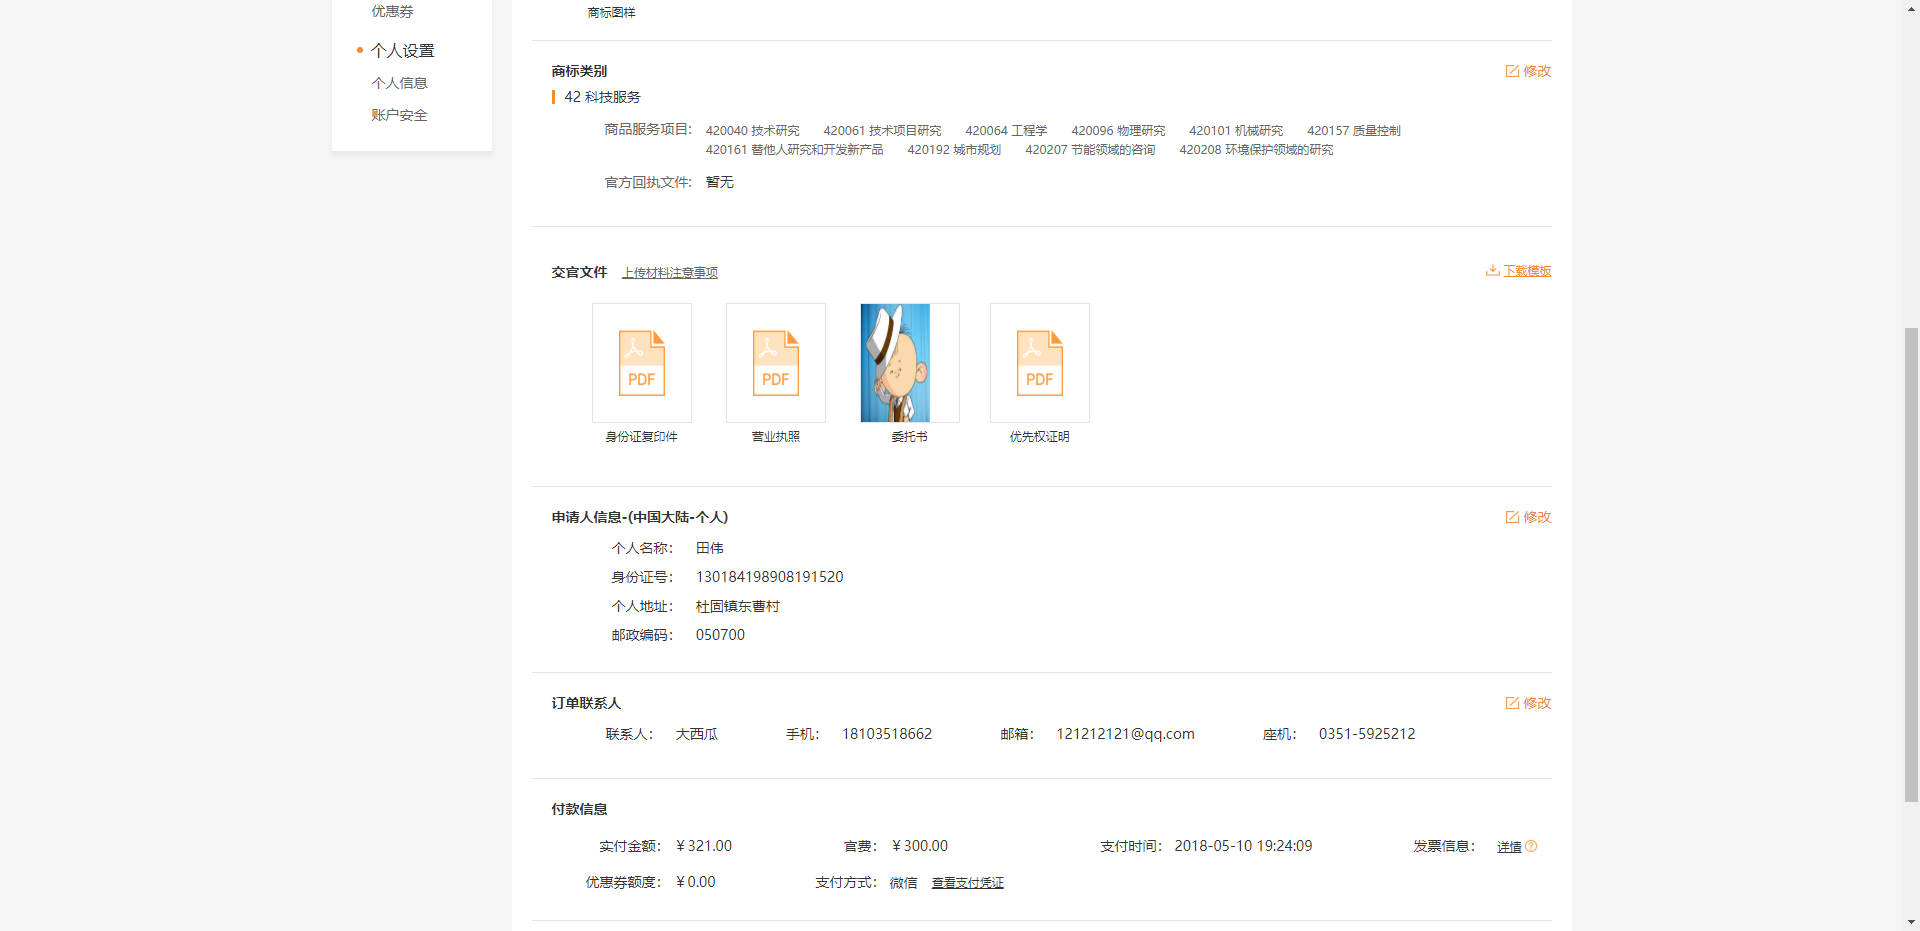 优惠券
个人设置
个人信息
账户安全
商标图样
商标类别
修改
42 科技服务
商品服务项目: 420040 技术研究 420061 技术项目研究 420064 工程学 420096 物理研究 420101 机械研究 420157 质量控制
420161 替他人研究和开发新产品 420192 城市规划 420207 节能领域的咨询 420208 环境保护领域的研究
官方回执文件: 暂无
交官文件 上传材料注意事项
下载模板
PDF PDF PDF
身份证复印件 营业执照 委托书 优先权证明
申请人信息-(中国大陆-个人)
修改
个人名称: 田伟
身份证号: 130184198908191520
个人地址: 杜固镇东曹村
邮政编码: 050700
订单联系人
修改
联系人: 大西瓜 手机: 18103518662 邮箱: 121212121@qq.com 座机: 0351-5925212
付款信息
实付金额: ¥321.00 官费: ¥300.00 支付时间: 2018-05-10 19:24:09 发票信息: 详情 ?
优惠券额度: ¥0.00 支付方式: 微信 查看支付凭证